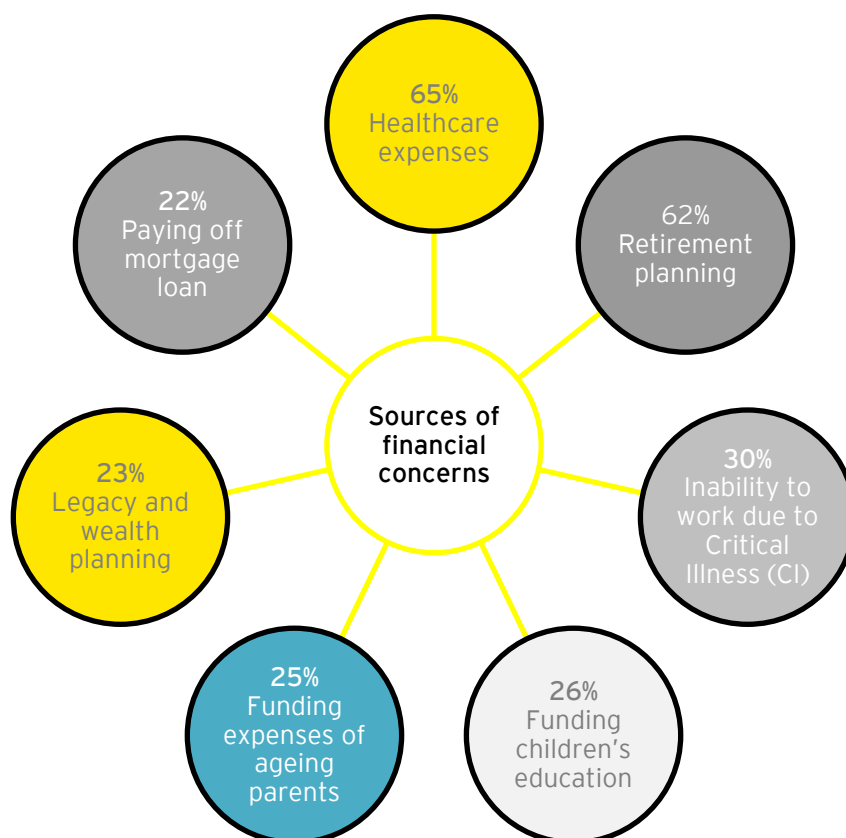 65%
Healthcare
expenses
62%
Retirement
planning
30%
Inability to
work due to
Critical
Illness (CI)
26%
Funding
children’s
education
25%
Funding
expenses of
ageing
parents
23%
Legacy and
wealth
planning
22%
Paying off
mortgage
loan
Sources of
financial
concerns